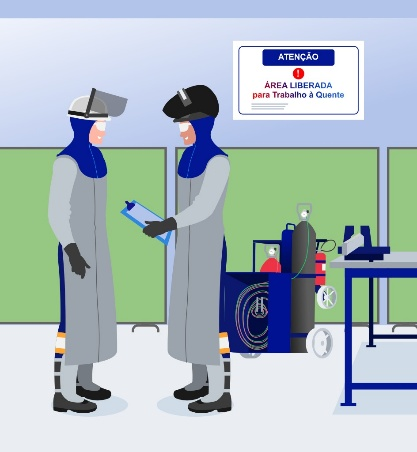 ATENÇÃO
!
ÁREA LIBERADA
para Trabalho à Quente